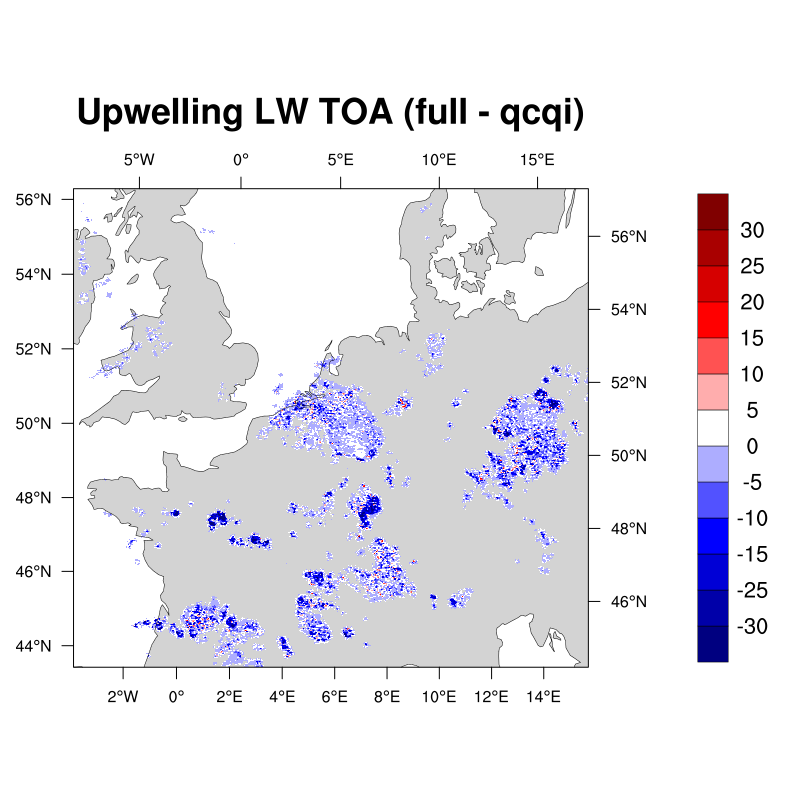 Upwelling LW TOA (full - qcqi)
5°W 0° 5°E 10°E 15°E
56°N
54°N
52°N
50°N
48°N
46°N
44°N
56°N
54°N
52°N
50°N
48°N
46°N
2°W 0° 2°E 4°E 6°E 8°E 10°E 12°E 14°E
30
25
20
15
10
5
0
-5
-10
-15
-25
-30